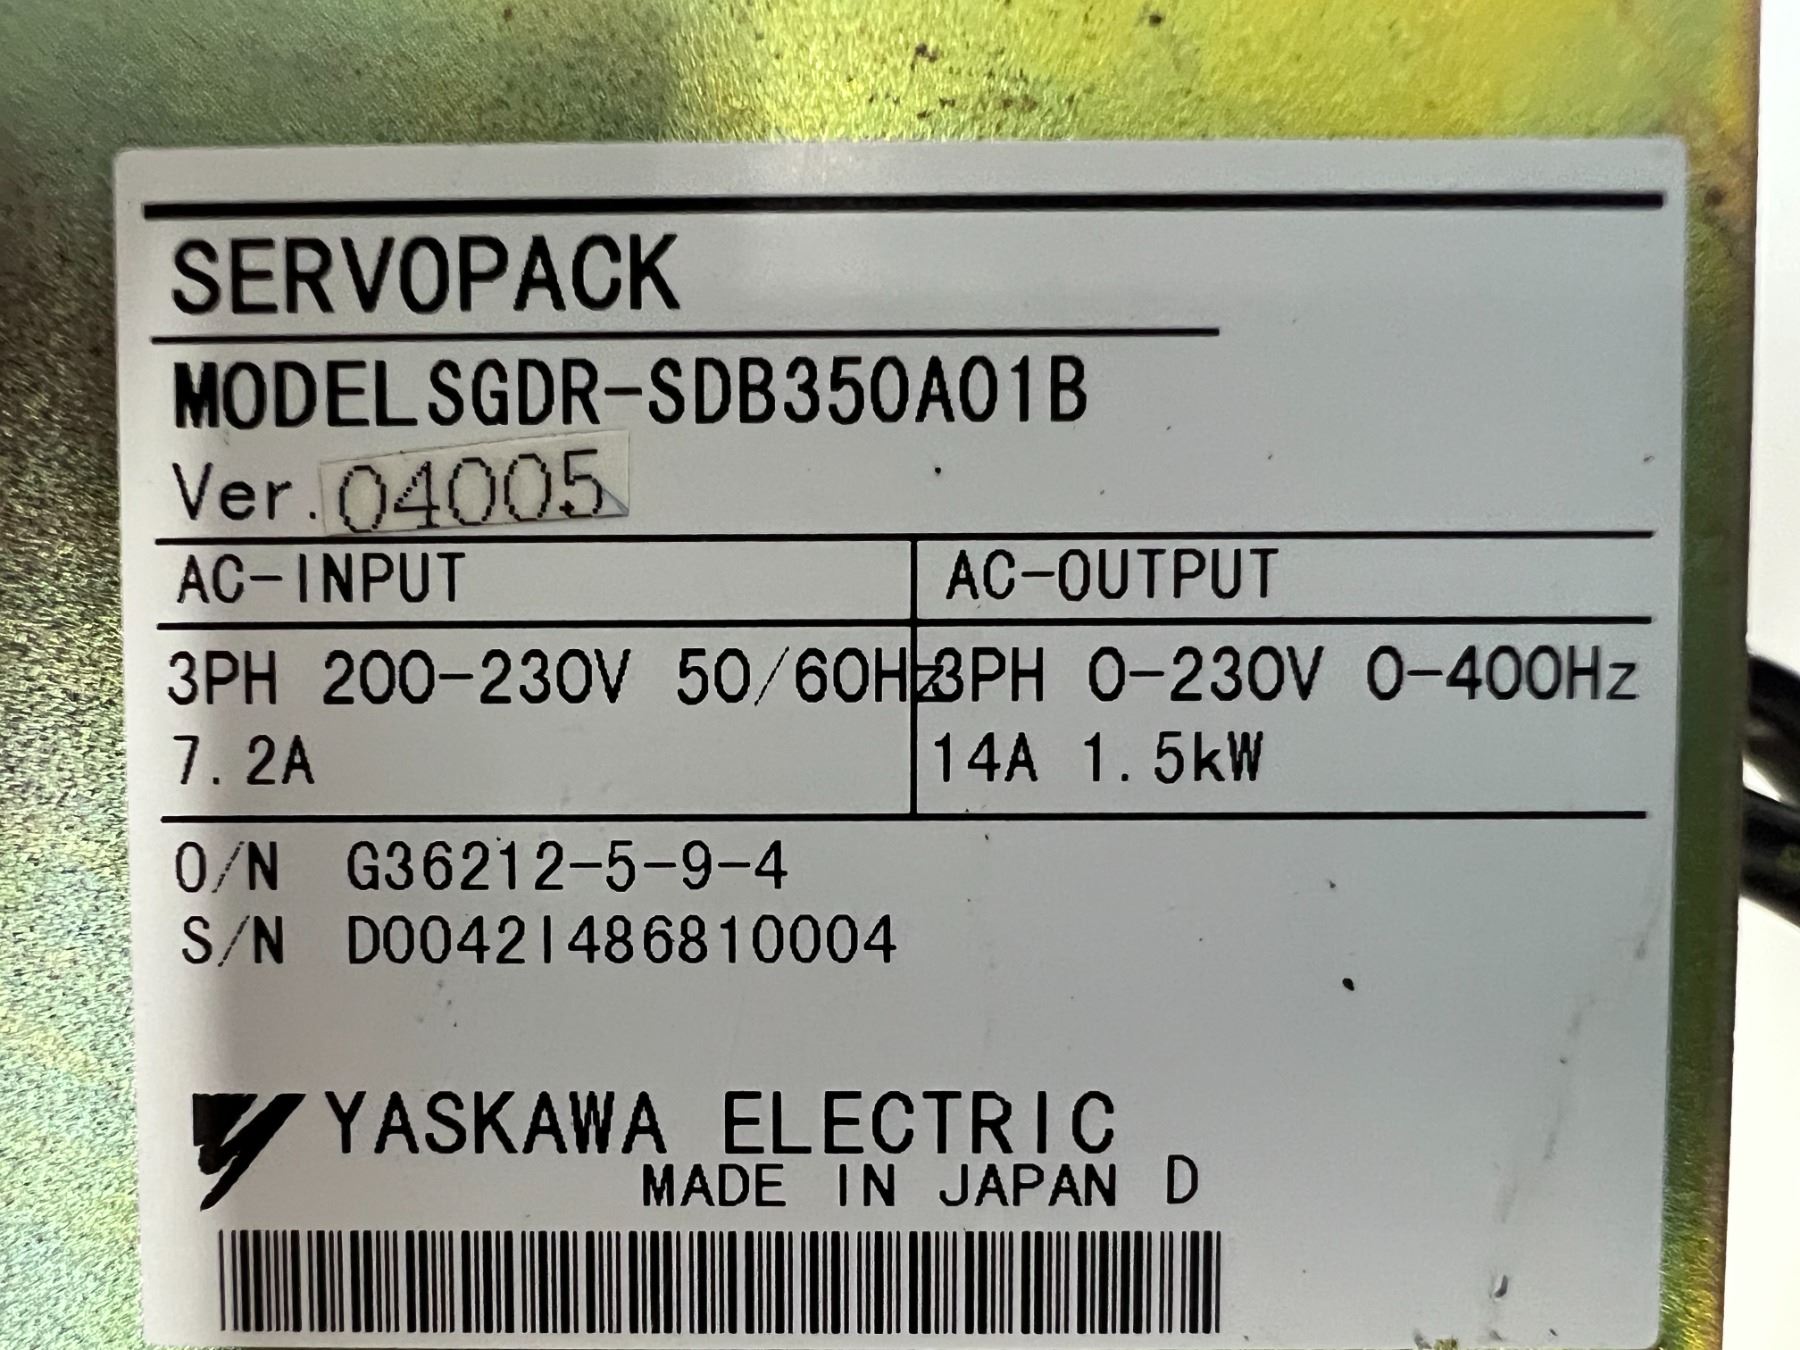 SERVOPACK
MODELSGDR-SDB350A01B
Ver. 04005
AC-INPUT AC-OUTPUT
3PH 200-230V 50/60Hz 3PH 0-230V 0-400Hz
7.2A 14A 1.5kW
O/N G36212-5-9-4
S/N D0042I486810004
YASKAWA ELECTRIC
MADE IN JAPAN D